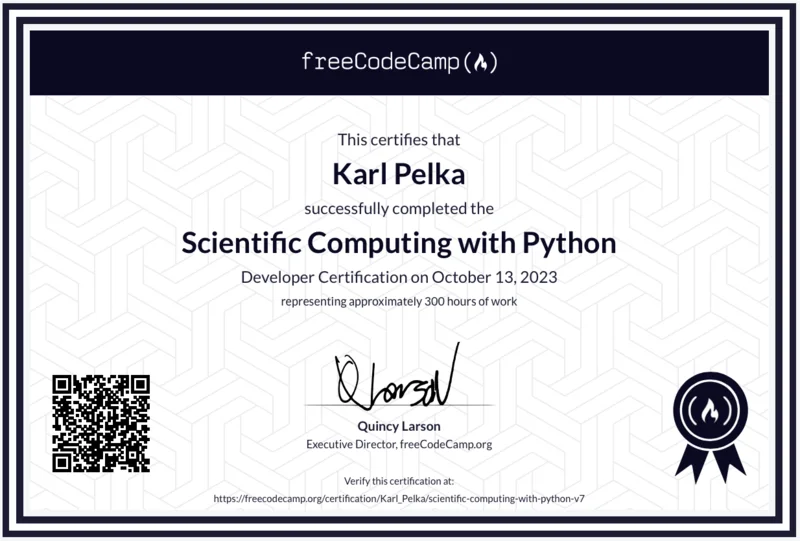 freeCodeCamp
This certifies that
Karl Pelka
successfully completed the
Scientific Computing with Python
Developer Certification on October 13, 2023
representing approximately 300 hours of work
Q Larson
Quincy Larson
Executive Director, freeCodeCamp.org
Verify this certification at:
https://freecodecamp.org/certification/Karl_Pelka/scientific-computing-with-python-v7